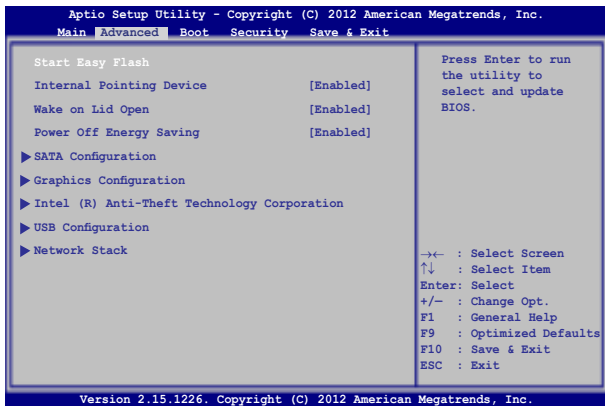 Aptio Setup Utility - Copyright (C) 2012 American Megatrends, Inc.
Main Advanced Boot Security Save & Exit
Start Easy Flash
Internal Pointing Device [Enabled]
Wake on Lid Open [Enabled]
Power Off Energy Saving [Enabled]
SATA Configuration
Graphics Configuration
Intel (R) Anti-Theft Technology Corporation
USB Configuration
Network Stack
Press Enter to run
the utility to
select and update
BIOS.
→← : Select Screen
↑↓ : Select Item
Enter: Select
+/— : Change Opt.
F1 : General Help
F9 : Optimized Defaults
F10 : Save & Exit
ESC : Exit
Version 2.15.1226. Copyright (C) 2012 American Megatrends, Inc.